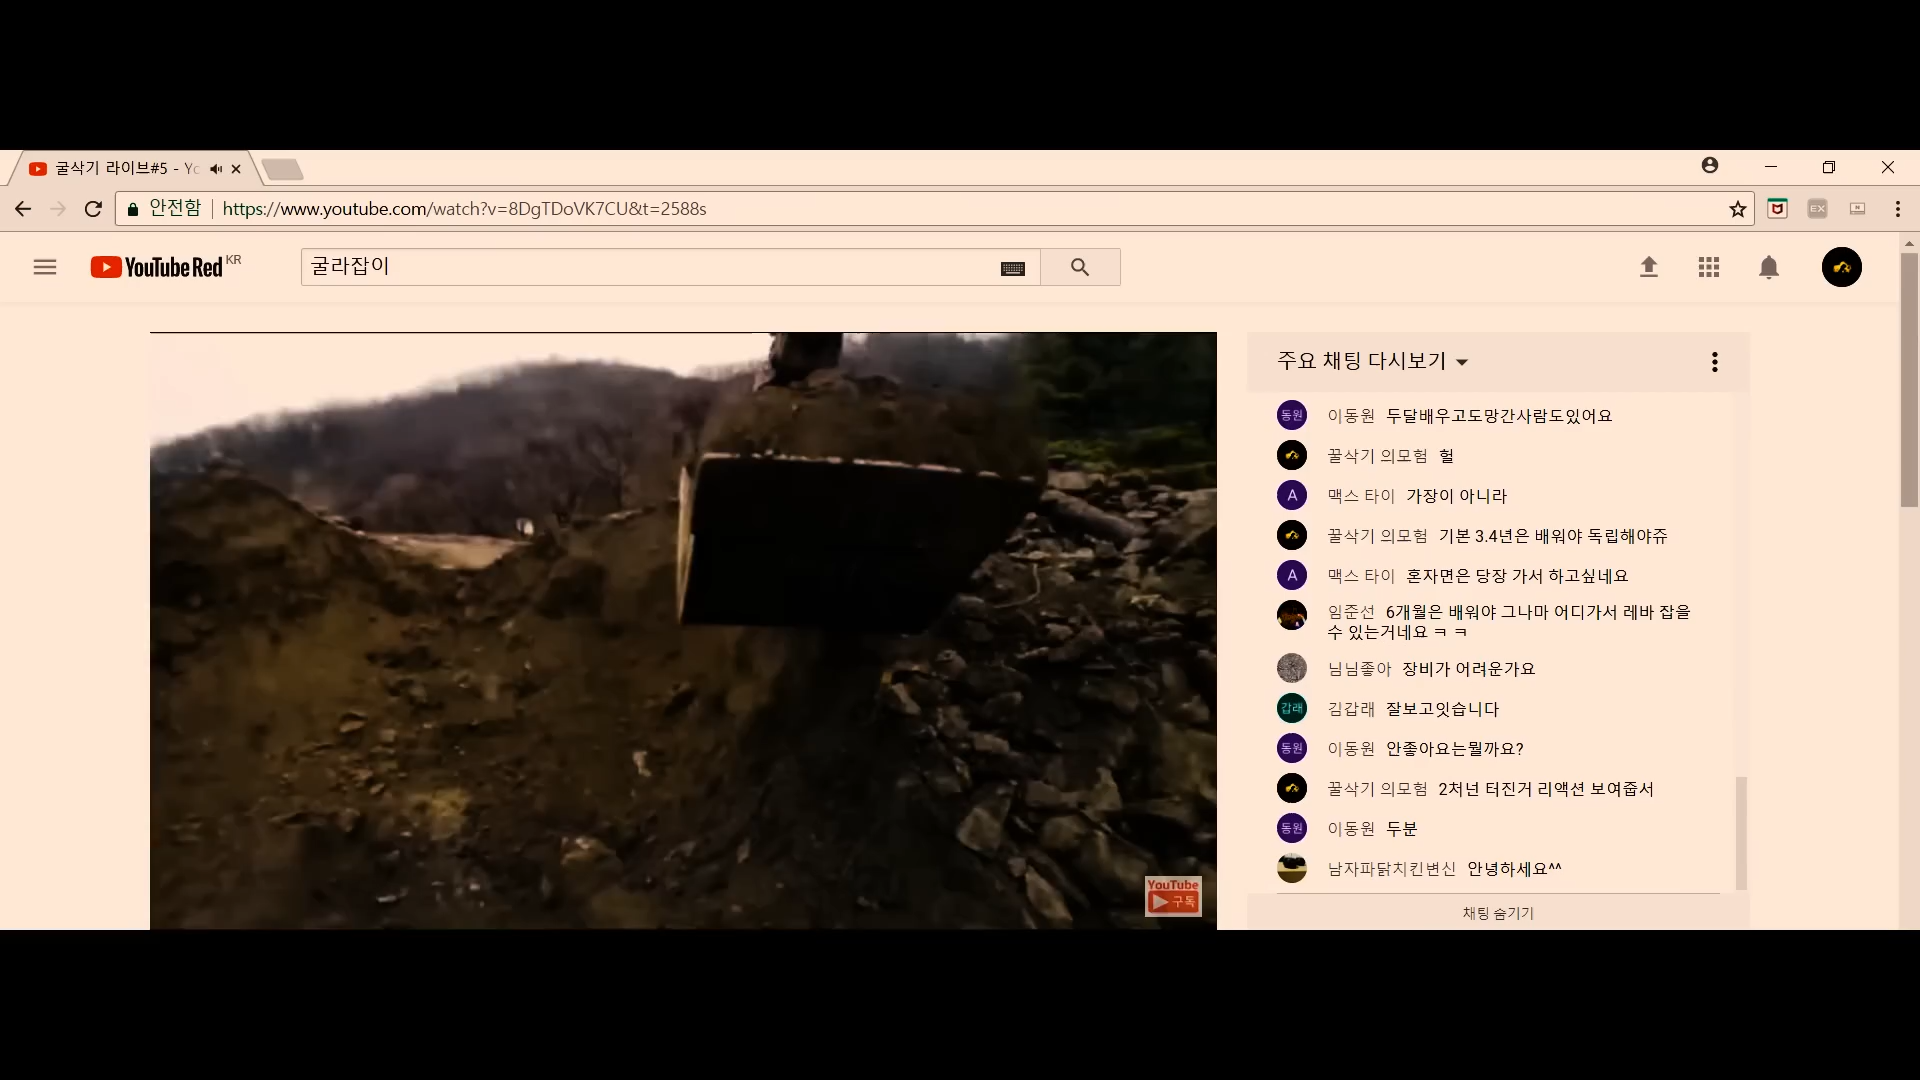 굴삭기 라이브#5 - Yo
안전함 https://www.youtube.com/watch?v=8DgTDoVK7CU&t=2588s
YouTube Red KR
굴라잡이
주요 채팅 다시보기
동원 이동원 두달배우고도망간사람도있어요
꿀삭기 의모험 헐
A 맥스 타이 가장이 아니라
꿀삭기 의모험 기본 3.4년은 배워야 독립해야쥬
A 맥스 타이 혼자면은 당장 가서 하고싶네요
임준선 6개월은 배워야 그나마 어디가서 레바 잡을
수 있는거네요 ㅋ ㅋ
님님좋아 장비가 어려운가요
갑래 김갑래 잘보고잇습니다
동원 이동원 안좋아요는뭘까요?
꿀삭기 의모험 2처넌 터진거 리액션 보여줍서
동원 이동원 두분
남자파닭치킨변신 안녕하세요^^
YouTube
구독
채팅 숨기기